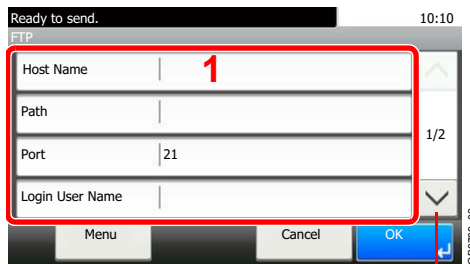 Ready to send. 10:10
FTP
Host Name 1
Path
1/2
Port 21
Login User Name
Menu Cancel OK